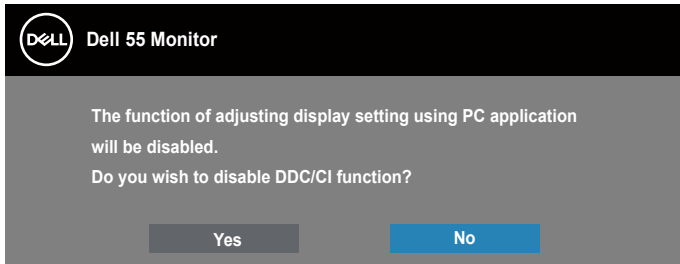 DELL Dell 55 Monitor
The function of adjusting display setting using PC application
will be disabled.
Do you wish to disable DDC/CI function?
Yes No